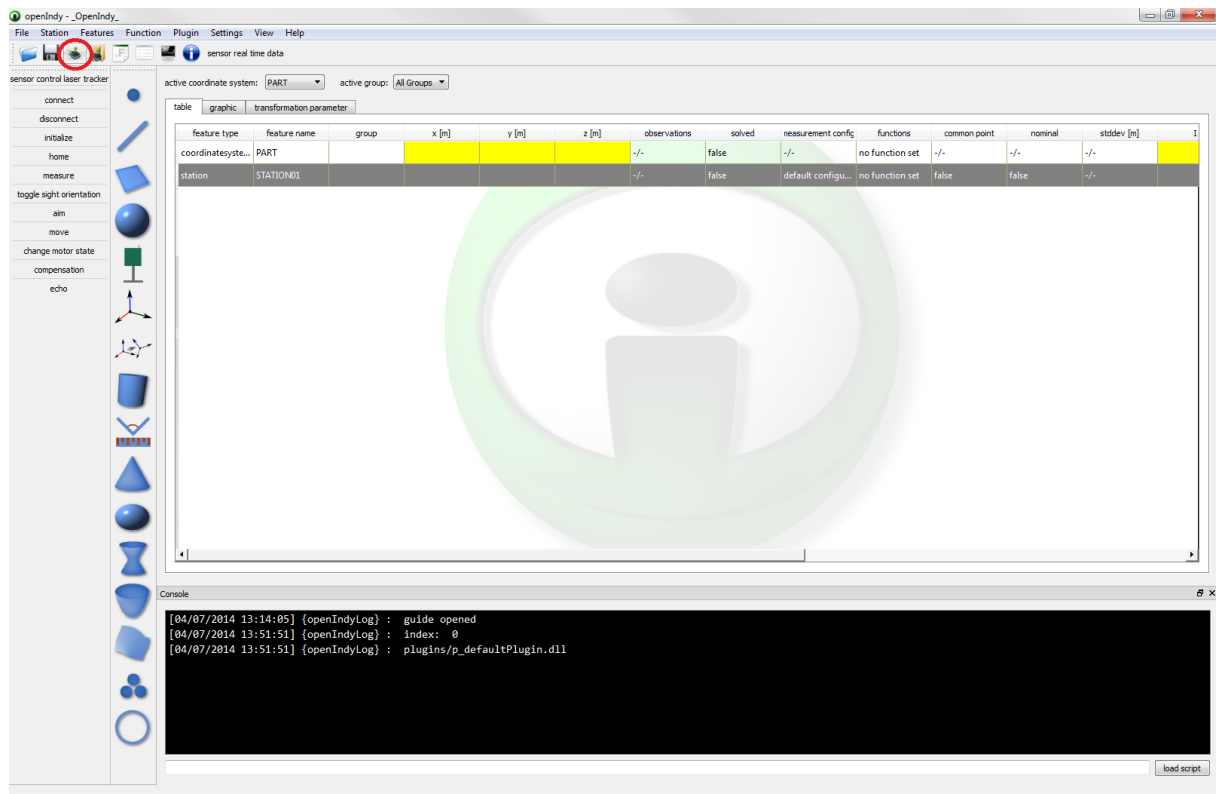 openIndy - _OpenIndy_
File Station Features Function Plugin Settings View Help
sensor real time data
sensor control laser tracker
connect
disconnect
initialize
home
measure
toggle sight orientation
aim
move
change motor state
compensation
echo
active coordinate system: PART active group: All Groups
table graphic transformation parameter
feature type feature name group x [m] y [m] z [m] observations solved neasurement config functions common point nominal stddev [m] I
coordinatesyste... PART -/- false -/- no function set -/- -/- -/-
station STATION01 -/- false default configu... no function set false false -/-
Console
[04/07/2014 13:14:05] {openIndyLog} : guide opened
[04/07/2014 13:51:51] {openIndyLog} : index: 0
[04/07/2014 13:51:51] {openIndyLog} : plugins/p_defaultPlugin.dll
load script